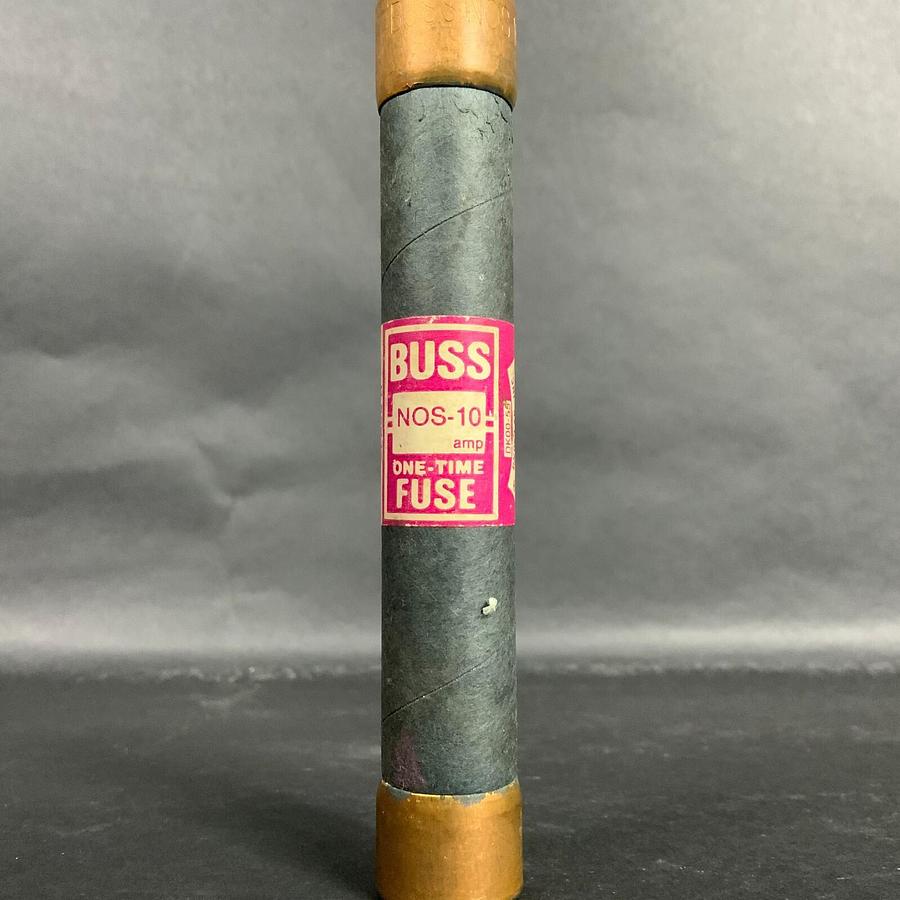 BUSS
NOS-10
amp
ONE-TIME
FUSE